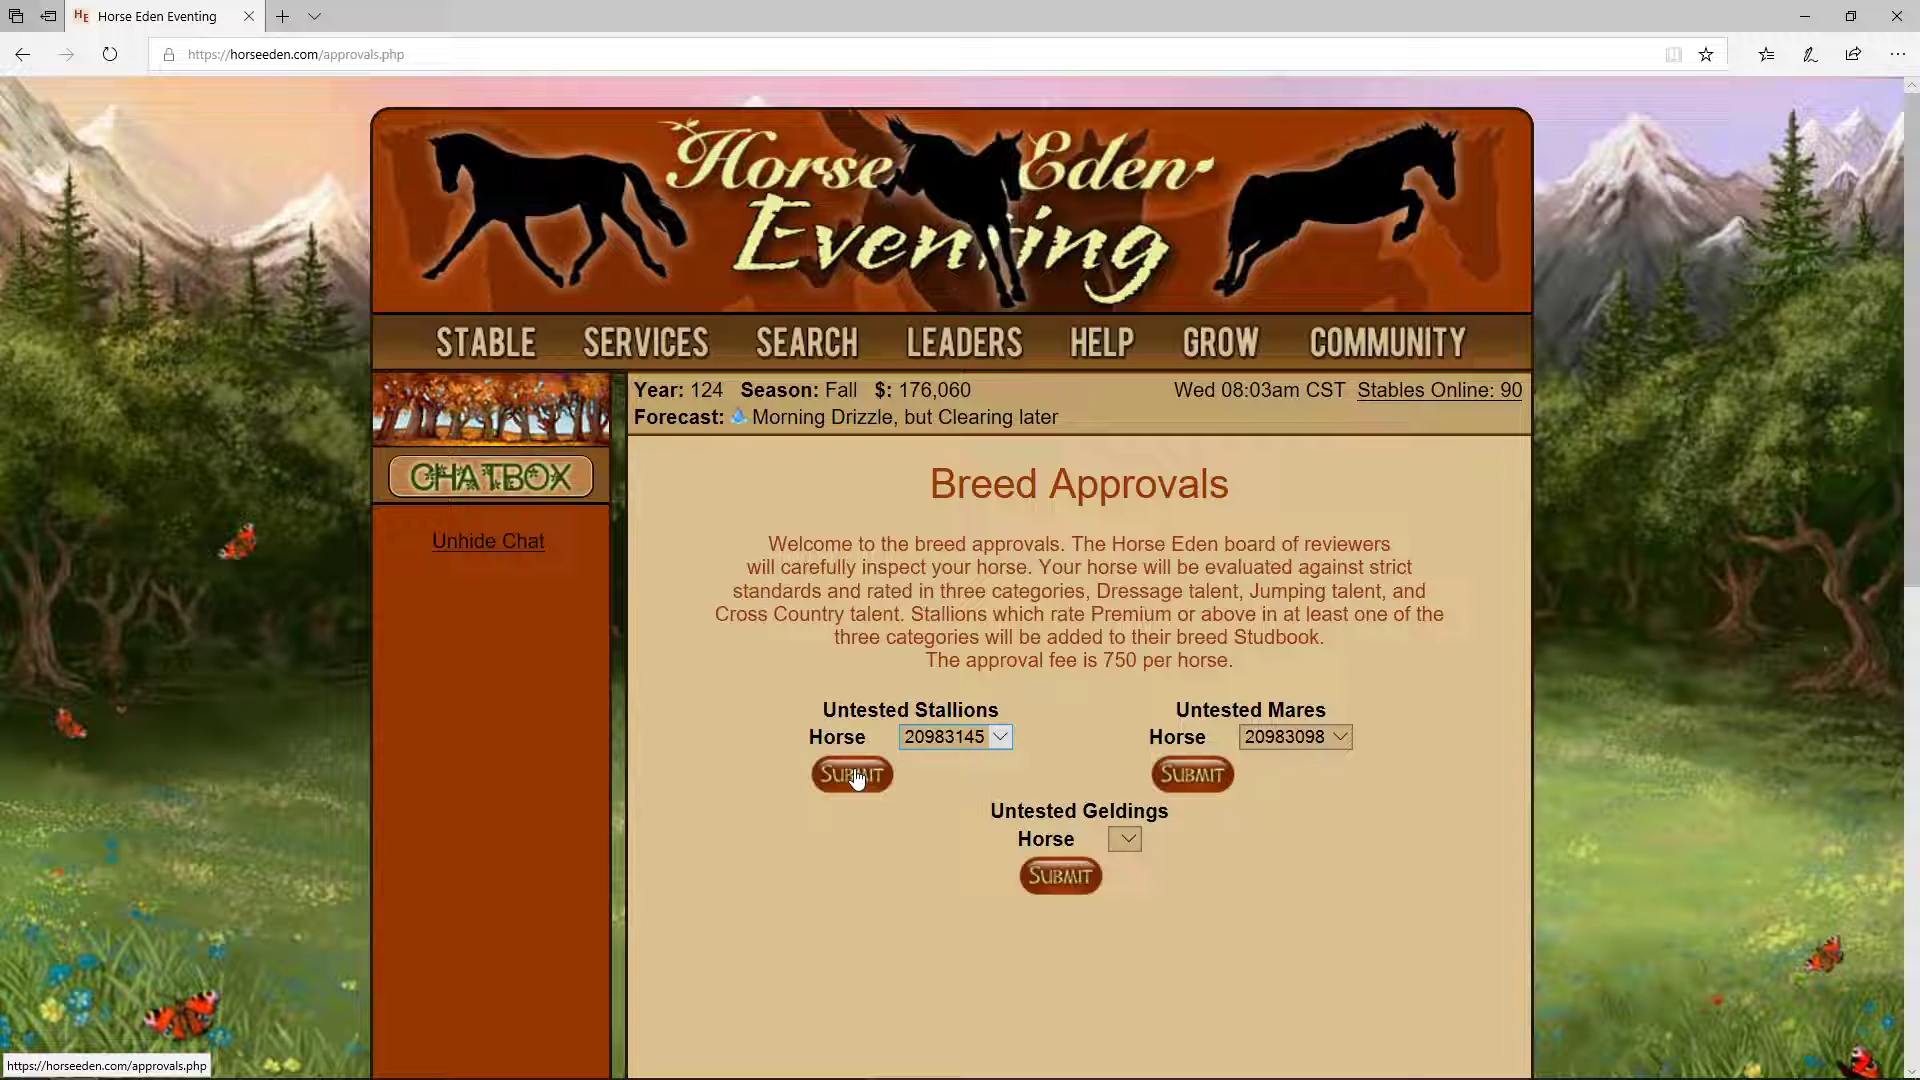 Horse Eden Eventing
https://horseeden.com/approvals.php
Horse Eden
Eventing
STABLE SERVICES SEARCH LEADERS HELP GROW COMMUNITY
Year: 124 Season: Fall $: 176,060 Wed 08:03am CST Stables Online: 90
Forecast: Morning Drizzle, but Clearing later
CHATBOX
Unhide Chat
Breed Approvals
Welcome to the breed approvals. The Horse Eden board of reviewers
will carefully inspect your horse. Your horse will be evaluated against strict
standards and rated in three categories, Dressage talent, Jumping talent, and
Cross Country talent. Stallions which rate Premium or above in at least one of the
three categories will be added to their breed Studbook.
The approval fee is 750 per horse.
Untested Stallions
Horse 20983145
SUBMIT
Untested Mares
Horse 20983098
SUBMIT
Untested Geldings
Horse
SUBMIT
https://horseeden.com/approvals.php